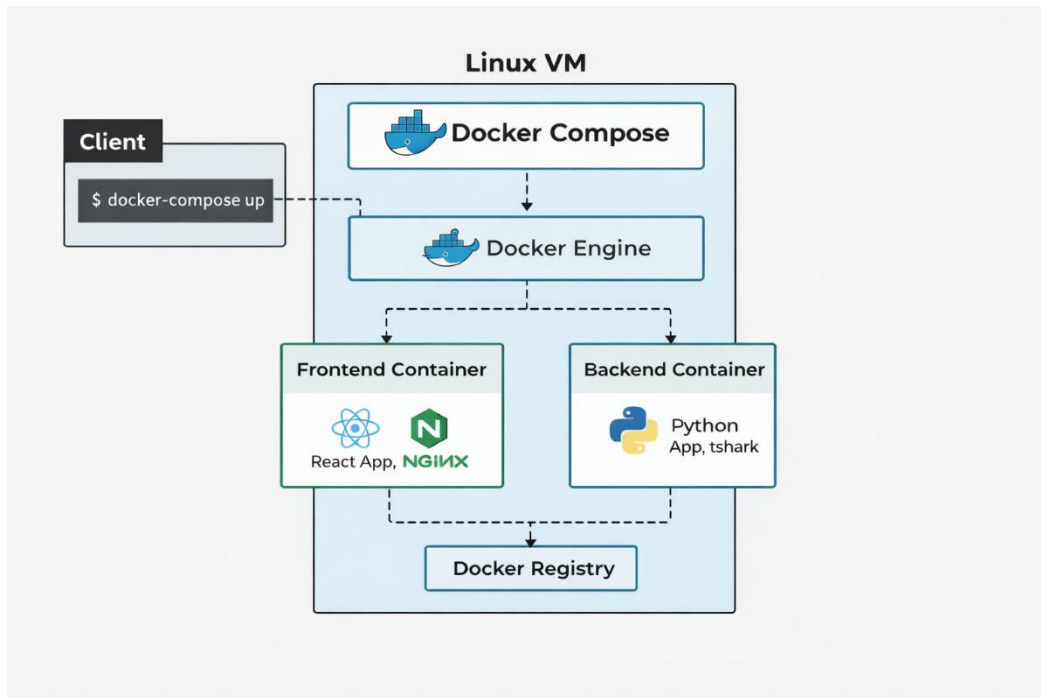 Linux VM
Docker Compose
Client
$ docker-compose up
Docker Engine
Frontend Container
Backend Container
React App, NGINX
Python
App, tshark
Docker Registry